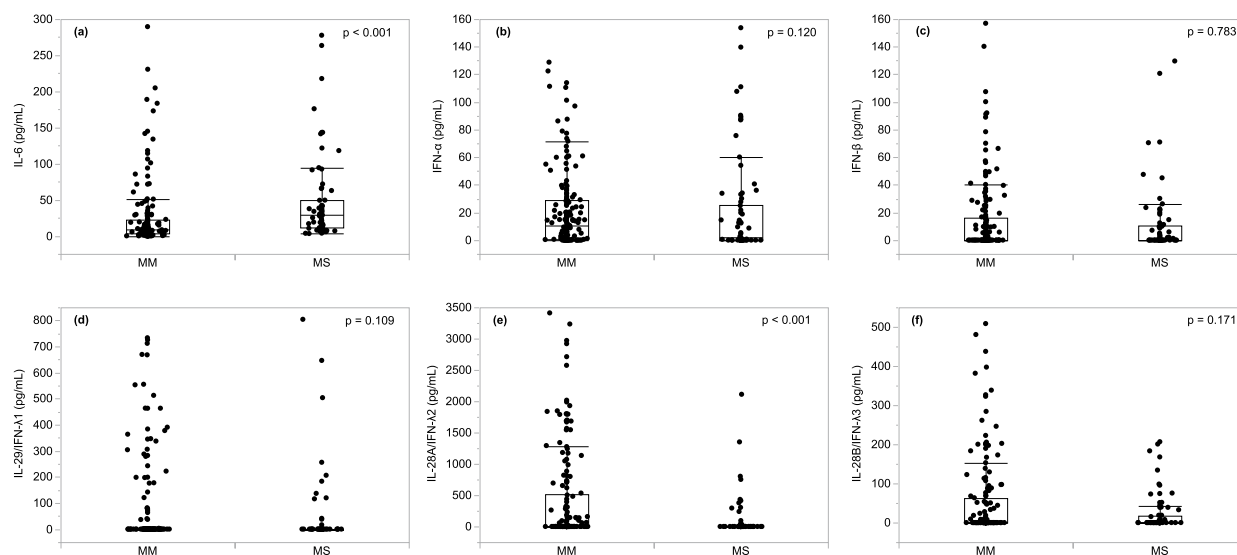 (a)
p < 0.001
IL-6 (pg/mL)
300
250
200
150
100
50
0
MM
MS
(b)
p = 0.120
IFN-α (pg/mL)
160
140
120
100
80
60
40
20
0
MM
MS
(c)
p = 0.783
IFN-β (pg/mL)
160
140
120
100
80
60
40
20
0
MM
MS
(d)
p = 0.109
IL-29/IFN-λ1 (pg/mL)
800
700
600
500
400
300
200
100
0
MM
MS
(e)
p < 0.001
IL-28A/IFN-λ2 (pg/mL)
3500
3000
2500
2000
1500
1000
500
0
MM
MS
(f)
p = 0.171
IL-28B/IFN-λ3 (pg/mL)
500
400
300
200
100
0
MM
MS